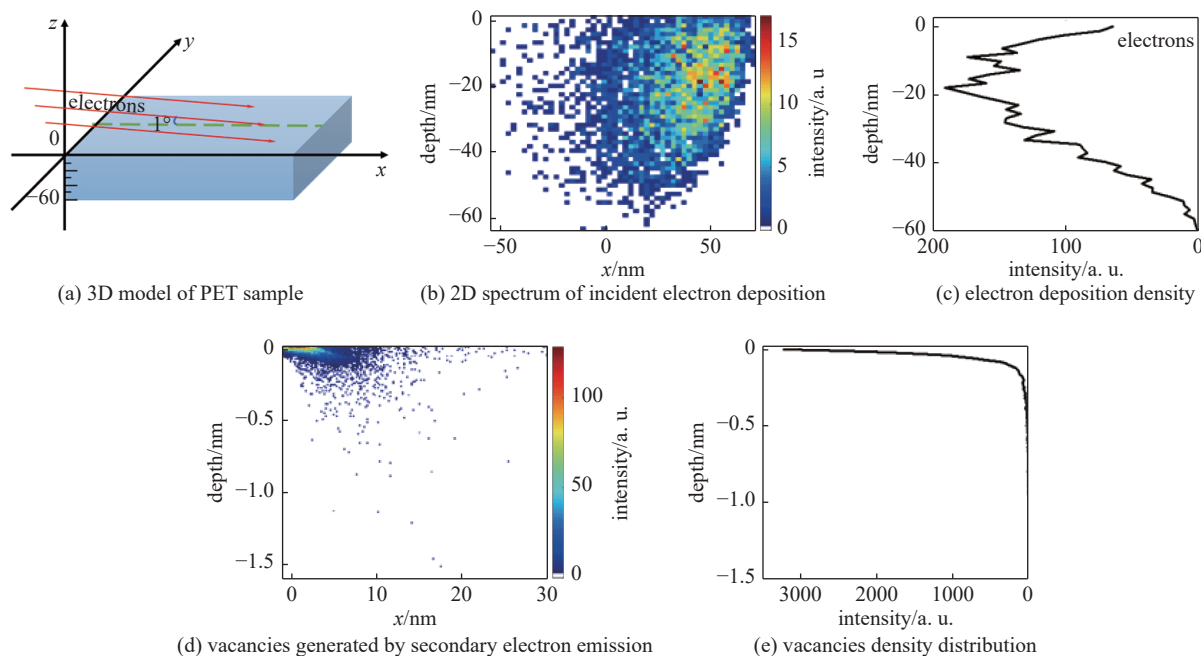 z
y
electrons
1°
0
−60
x
(a) 3D model of PET sample
0
−20
−40
−60
depth/nm
−50
0
50
x/nm
15
10
5
0
intensity/a. u.
(b) 2D spectrum of incident electron deposition
0
−20
−40
−60
depth/nm
electrons
200
100
0
intensity/a. u.
(c) electron deposition density
0
−0.5
−1.0
−1.5
depth/nm
0
10
20
30
x/nm
100
50
0
intensity/a. u.
(d) vacancies generated by secondary electron emission
0
−0.5
−1.0
−1.5
depth/nm
3000
2000
1000
0
intensity/a. u.
(e) vacancies density distribution